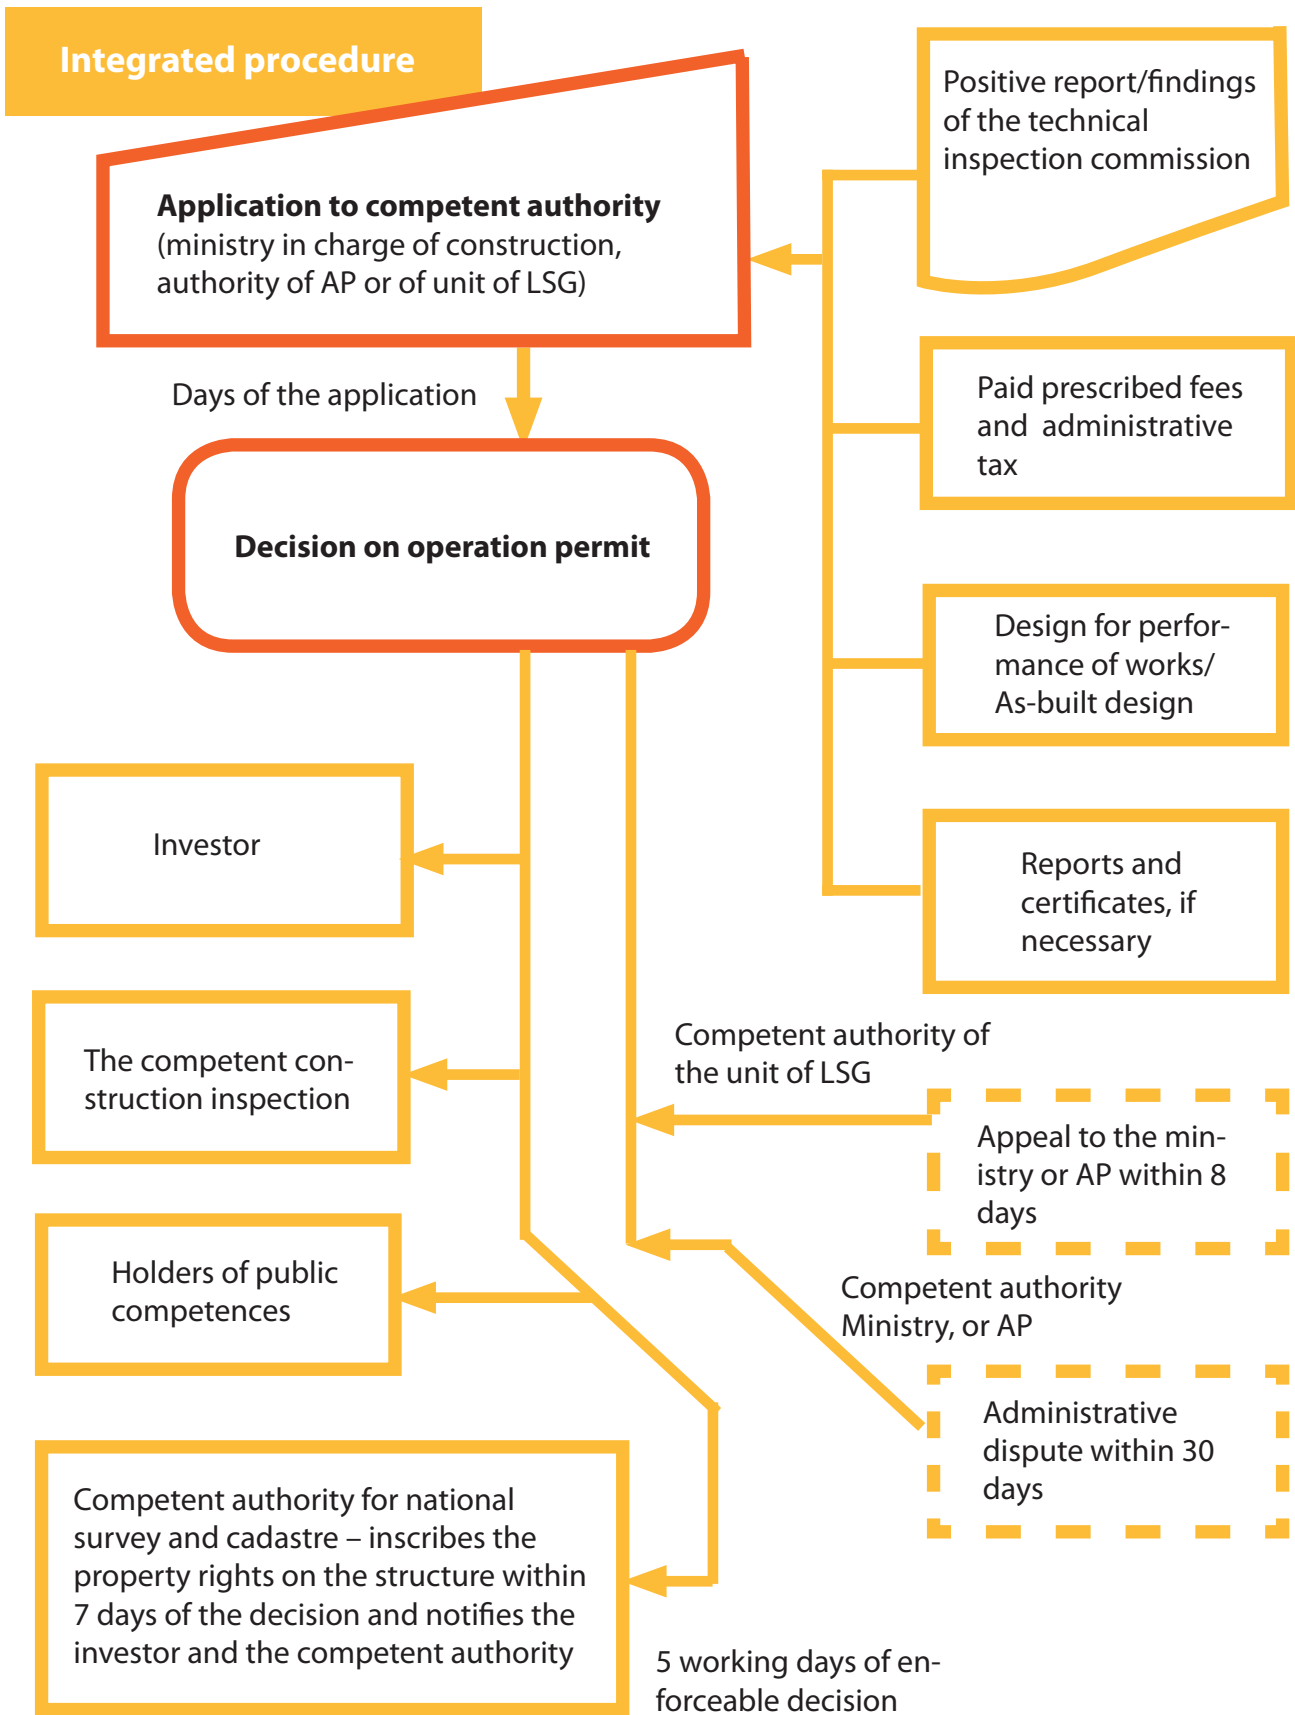 Integrated procedure
Positive report/findings
of the technical
inspection commission
Application to competent authority
(ministry in charge of construction,
authority of AP or of unit of LSG)
Days of the application
Paid prescribed fees
and administrative
tax
Decision on operation permit
Design for perfor-
mance of works/
As-built design
Investor
Reports and
certificates, if
necessary
The competent con-
struction inspection
Competent authority of
the unit of LSG
Appeal to the min-
istry or AP within 8
days
Holders of public
competences
Competent authority
Ministry, or AP
Administrative
dispute within 30
days
Competent authority for national
survey and cadastre – inscribes the
property rights on the structure within
7 days of the decision and notifies the
investor and the competent authority
5 working days of en-
forceable decision